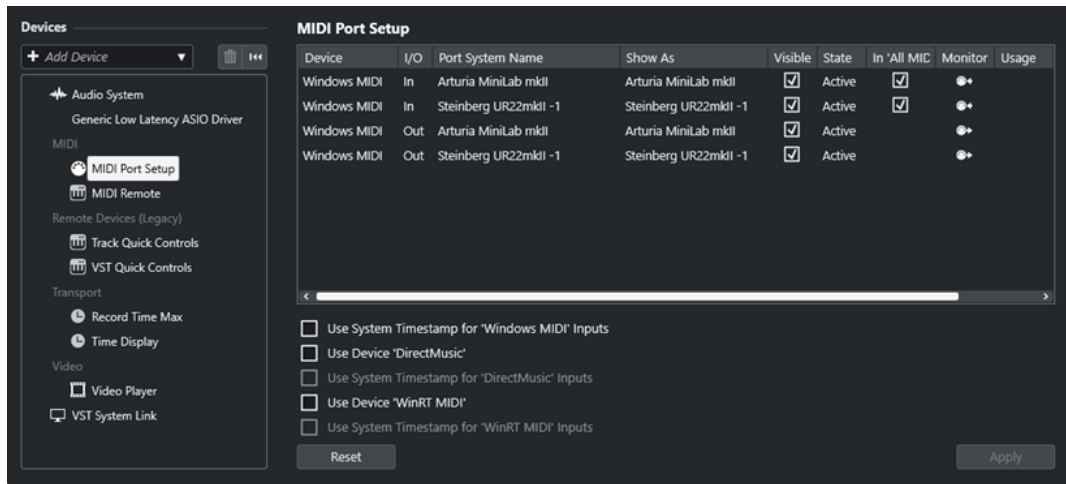 Devices
+ Add Device
Audio System
Generic Low Latency ASIO Driver
MIDI
MIDI Port Setup
MIDI Remote
Remote Devices (Legacy)
Track Quick Controls
VST Quick Controls
Transport
Record Time Max
Time Display
Video
Video Player
VST System Link
MIDI Port Setup
Device I/O Port System Name Show As Visible State In 'All MIC Monitor Usage
Windows MIDI In Arturia MiniLab mkII Arturia MiniLab mkII Active
Windows MIDI In Steinberg UR22mkII -1 Steinberg UR22mkII -1 Active
Windows MIDI Out Arturia MiniLab mkII Arturia MiniLab mkII Active
Windows MIDI Out Steinberg UR22mkII -1 Steinberg UR22mkII -1 Active
Use System Timestamp for 'Windows MIDI' Inputs
Use Device 'DirectMusic'
Use System Timestamp for 'DirectMusic' Inputs
Use Device 'WinRT MIDI'
Use System Timestamp for 'WinRT MIDI' Inputs
Reset
Apply